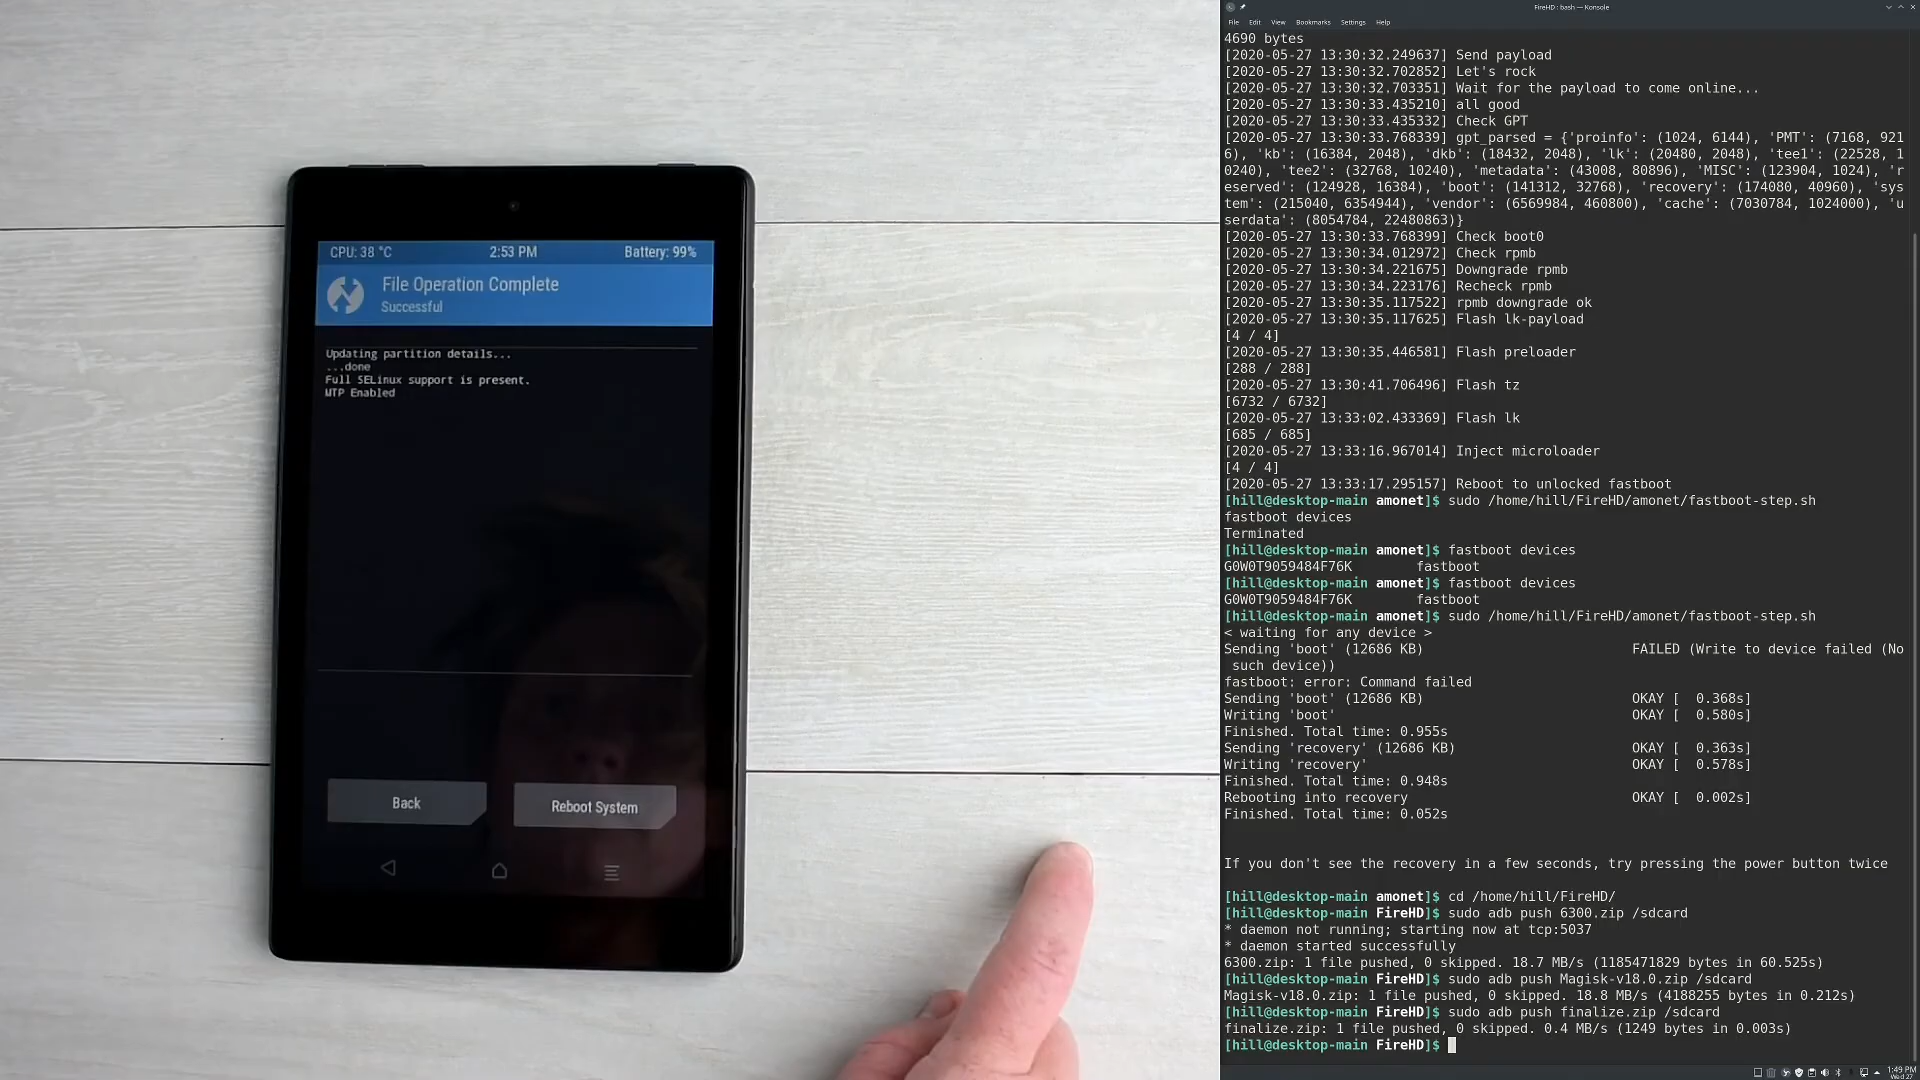 CPU: 38 °C 2:53 PM Battery: 99%
File Operation Complete
Successful
Updating partition details...
...done
Full SELinux support is present.
MTP Enabled
Back Reboot System
FireHD : bash — Konsole
File Edit View Bookmarks Settings Help
4690 bytes
[2020-05-27 13:30:32.249637] Send payload
[2020-05-27 13:30:32.702852] Let's rock
[2020-05-27 13:30:32.703351] Wait for the payload to come online...
[2020-05-27 13:30:33.435210] all good
[2020-05-27 13:30:33.435332] Check GPT
[2020-05-27 13:30:33.768339] gpt_parsed = {'proinfo': (1024, 6144), 'PMT': (7168, 921
6), 'kb': (16384, 2048), 'dkb': (18432, 2048), 'lk': (20480, 2048), 'tee1': (22528, 1
0240), 'tee2': (32768, 10240), 'metadata': (43008, 80896), 'MISC': (123904, 1024), 'r
eserved': (124928, 16384), 'boot': (141312, 32768), 'recovery': (174080, 40960), 'sys
tem': (215040, 6354944), 'vendor': (6569984, 460800), 'cache': (7030784, 1024000), 'u
serdata': (8054784, 22480863)}
[2020-05-27 13:30:33.768399] Check boot0
[2020-05-27 13:30:34.012972] Check rpmb
[2020-05-27 13:30:34.221675] Downgrade rpmb
[2020-05-27 13:30:34.223176] Recheck rpmb
[2020-05-27 13:30:35.117522] rpmb downgrade ok
[2020-05-27 13:30:35.117625] Flash lk-payload
[4 / 4]
[2020-05-27 13:30:35.446581] Flash preloader
[288 / 288]
[2020-05-27 13:30:41.706496] Flash tz
[6732 / 6732]
[2020-05-27 13:33:02.433369] Flash lk
[685 / 685]
[2020-05-27 13:33:16.967014] Inject microloader
[4 / 4]
[2020-05-27 13:33:17.295157] Reboot to unlocked fastboot
[hill@desktop-main amonet]$ sudo /home/hill/FireHD/amonet/fastboot-step.sh
fastboot devices
Terminated
[hill@desktop-main amonet]$ fastboot devices
G0W0T9059484F76K fastboot
[hill@desktop-main amonet]$ fastboot devices
G0W0T9059484F76K fastboot
[hill@desktop-main amonet]$ sudo /home/hill/FireHD/amonet/fastboot-step.sh
< waiting for any device >
Sending 'boot' (12686 KB) FAILED (Write to device failed (No
such device))
fastboot: error: Command failed
Sending 'boot' (12686 KB) OKAY [ 0.368s]
Writing 'boot' OKAY [ 0.580s]
Finished. Total time: 0.955s
Sending 'recovery' (12686 KB) OKAY [ 0.363s]
Writing 'recovery' OKAY [ 0.578s]
Finished. Total time: 0.948s
Rebooting into recovery OKAY [ 0.002s]
Finished. Total time: 0.052s
If you don't see the recovery in a few seconds, try pressing the power button twice
[hill@desktop-main amonet]$ cd /home/hill/FireHD/
[hill@desktop-main FireHD]$ sudo adb push 6300.zip /sdcard
* daemon not running; starting now at tcp:5037
* daemon started successfully
6300.zip: 1 file pushed, 0 skipped. 18.7 MB/s (1185471829 bytes in 60.525s)
[hill@desktop-main FireHD]$ sudo adb push Magisk-v18.0.zip /sdcard
Magisk-v18.0.zip: 1 file pushed, 0 skipped. 18.8 MB/s (4188255 bytes in 0.212s)
[hill@desktop-main FireHD]$ sudo adb push finalize.zip /sdcard
finalize.zip: 1 file pushed, 0 skipped. 0.4 MB/s (1249 bytes in 0.003s)
[hill@desktop-main FireHD]$
1:49 PM
Wed 27